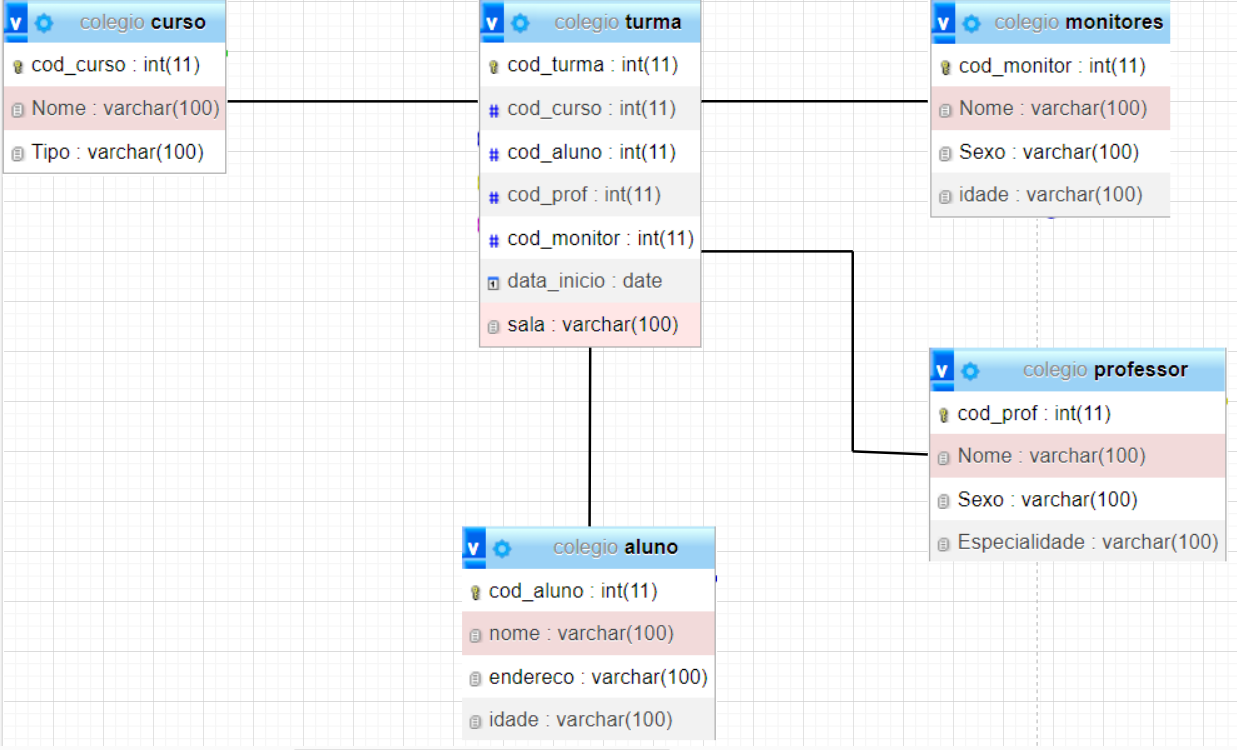 colegio curso
cod_curso : int(11)
Nome : varchar(100)
Tipo : varchar(100)
colegio turma
cod_turma : int(11)
cod_curso : int(11)
cod_aluno : int(11)
cod_prof : int(11)
cod_monitor : int(11)
data_inicio : date
sala : varchar(100)
colegio monitores
cod_monitor : int(11)
Nome : varchar(100)
Sexo : varchar(100)
idade : varchar(100)
colegio professor
cod_prof : int(11)
Nome : varchar(100)
Sexo : varchar(100)
Especialidade : varchar(100)
colegio aluno
cod_aluno : int(11)
nome : varchar(100)
endereco : varchar(100)
idade : varchar(100)